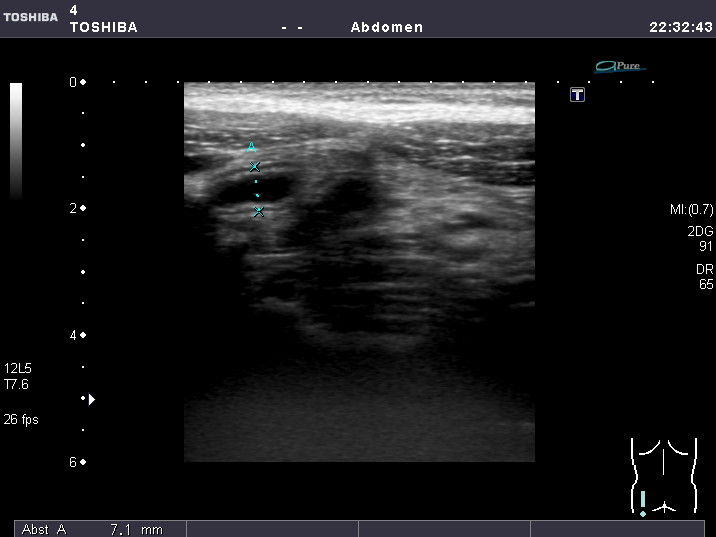 TOSHIBA
4
TOSHIBA - - Abdomen 22:32:43
aPure
T
0
2
4
6
A
MI:(0.7)
2DG
91
DR
65
12L5
T7.6
26 fps
Abst A 7.1 mm